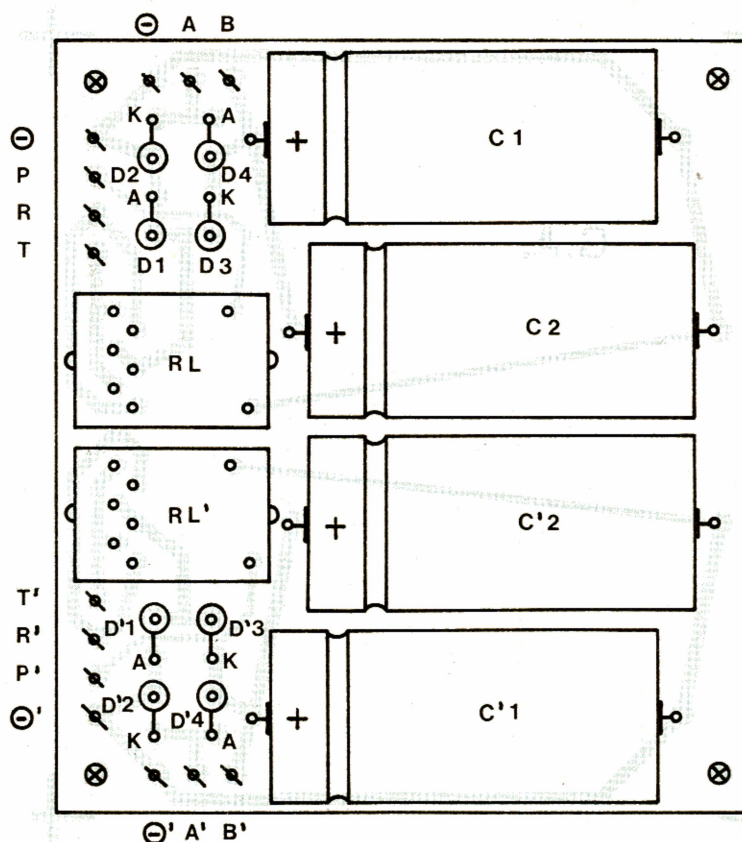 ⊖ A B
K A
+ C1
⊖
P D2 D4
R A K
T D1 D3
+ C2
RL
RL'
+ C'2
T'
R' D'1 D'3
A K
P'
⊖' D'2 D'4 + C'1
K A
⊖' A' B'